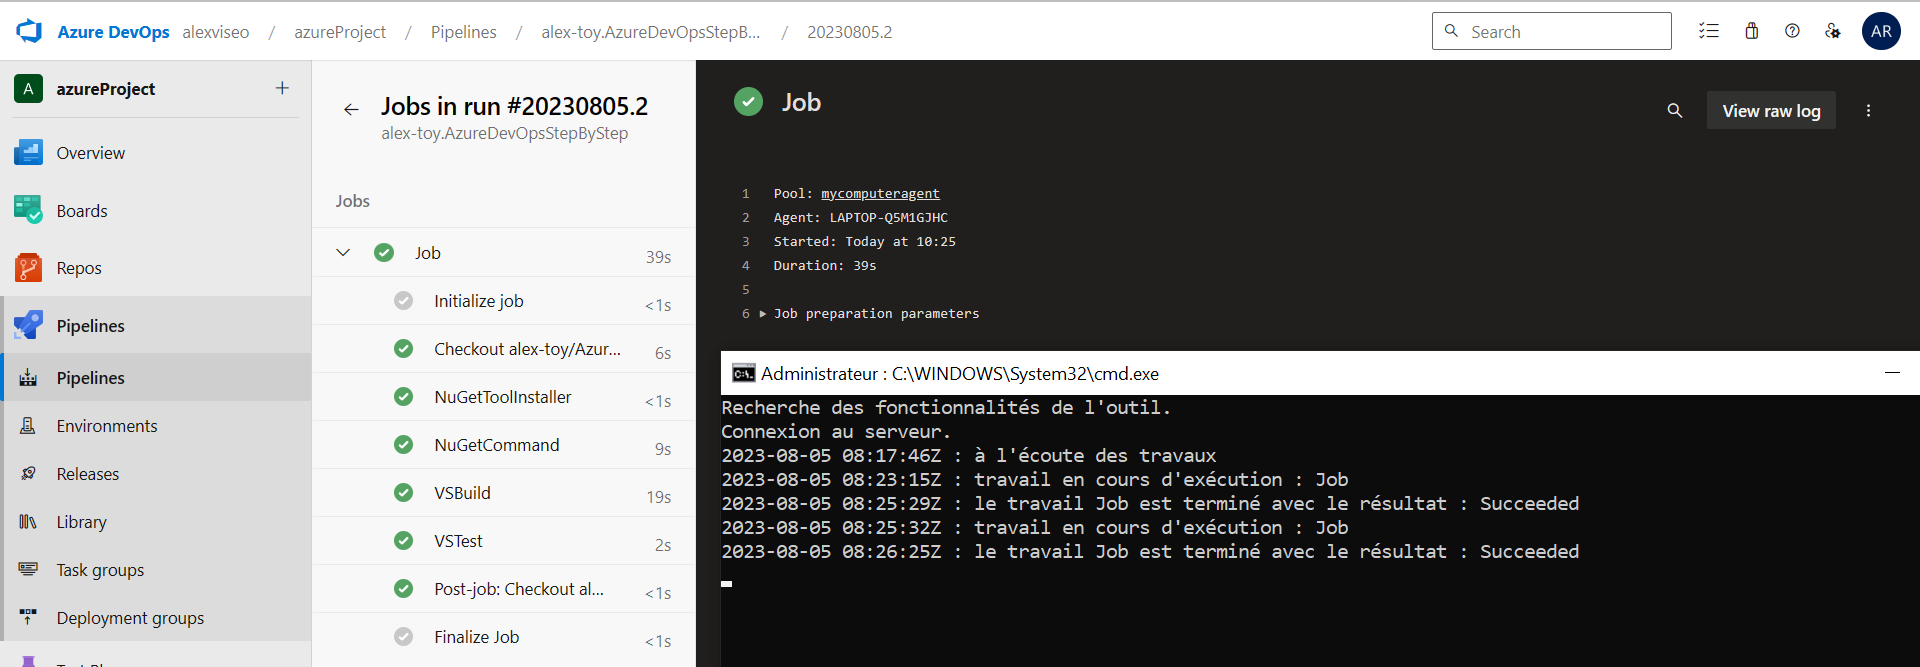 Azure DevOps alexviseo / azureProject / Pipelines / alex-toy.AzureDevOpsStepB... / 20230805.2
Search
AR
A azureProject +
Overview
Boards
Repos
Pipelines
Pipelines
Environments
Releases
Library
Task groups
Deployment groups
Jobs in run #20230805.2
alex-toy.AzureDevOpsStepByStep
Jobs
Job 39s
Initialize job <1s
Checkout alex-toy/Azur... 6s
NuGetToolInstaller <1s
NuGetCommand 9s
VSBuild 19s
VSTest 2s
Post-job: Checkout al... <1s
Finalize Job <1s
Job
View raw log
1 Pool: mycomputeragent
2 Agent: LAPTOP-Q5M1GJHC
3 Started: Today at 10:25
4 Duration: 39s
5
6 Job preparation parameters
Administrateur : C:\WINDOWS\System32\cmd.exe
Recherche des fonctionnalités de l'outil.
Connexion au serveur.
2023-08-05 08:17:46Z : à l'écoute des travaux
2023-08-05 08:23:15Z : travail en cours d'exécution : Job
2023-08-05 08:25:29Z : le travail Job est terminé avec le résultat : Succeeded
2023-08-05 08:25:32Z : travail en cours d'exécution : Job
2023-08-05 08:26:25Z : le travail Job est terminé avec le résultat : Succeeded